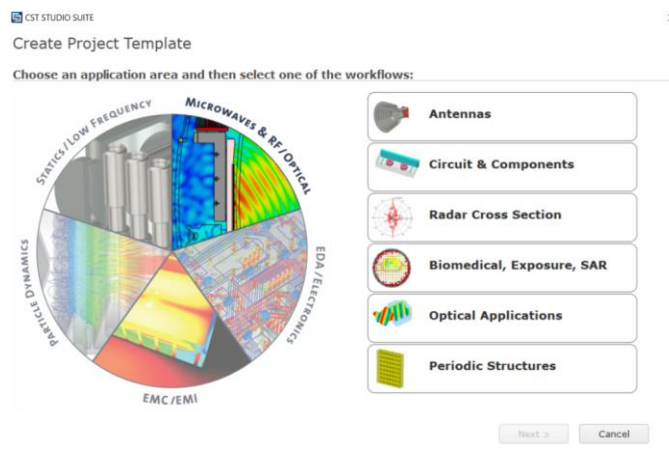 CST STUDIO SUITE
Create Project Template
Choose an application area and then select one of the workflows:
STATICS / LOW FREQUENCY
MICROWAVES & RF / OPTICAL
EDA / ELECTRONICS
EMC / EMI
PARTICLE DYNAMICS
Antennas
Circuit & Components
Radar Cross Section
Biomedical, Exposure, SAR
Optical Applications
Periodic Structures
Next >
Cancel